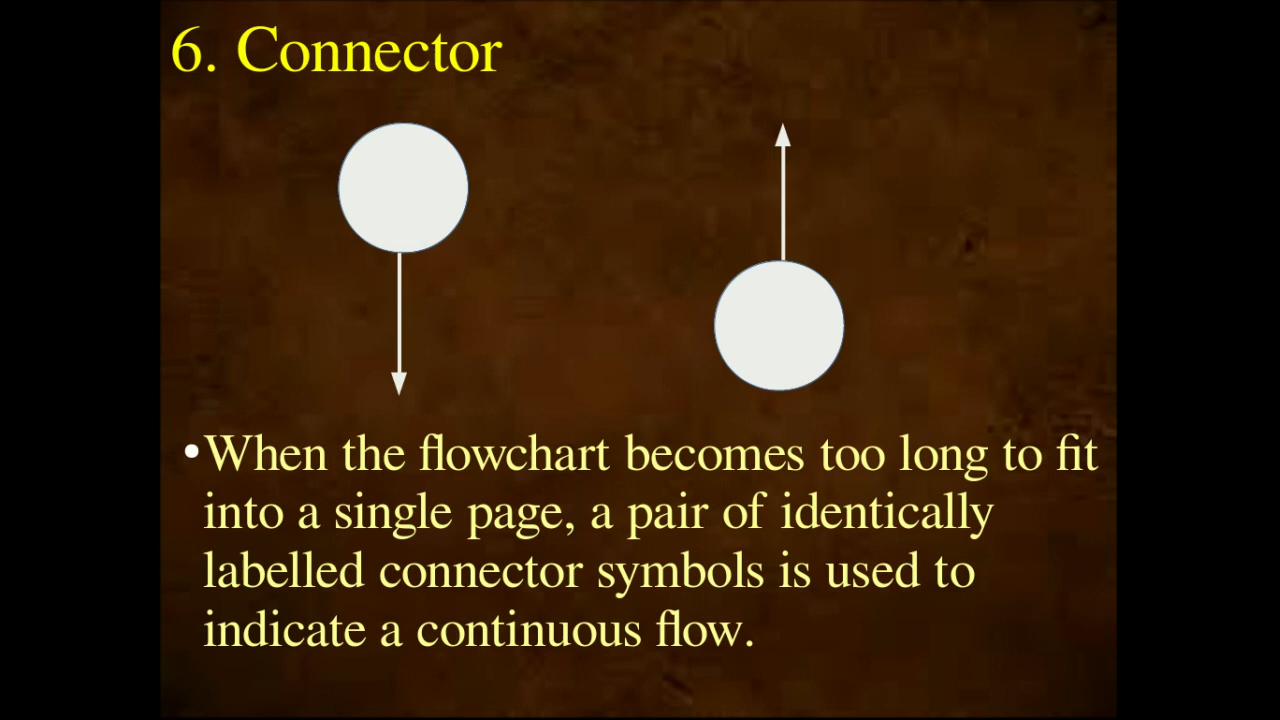 6. Connector
•When the flowchart becomes too long to fit
into a single page, a pair of identically
labelled connector symbols is used to
indicate a continuous flow.